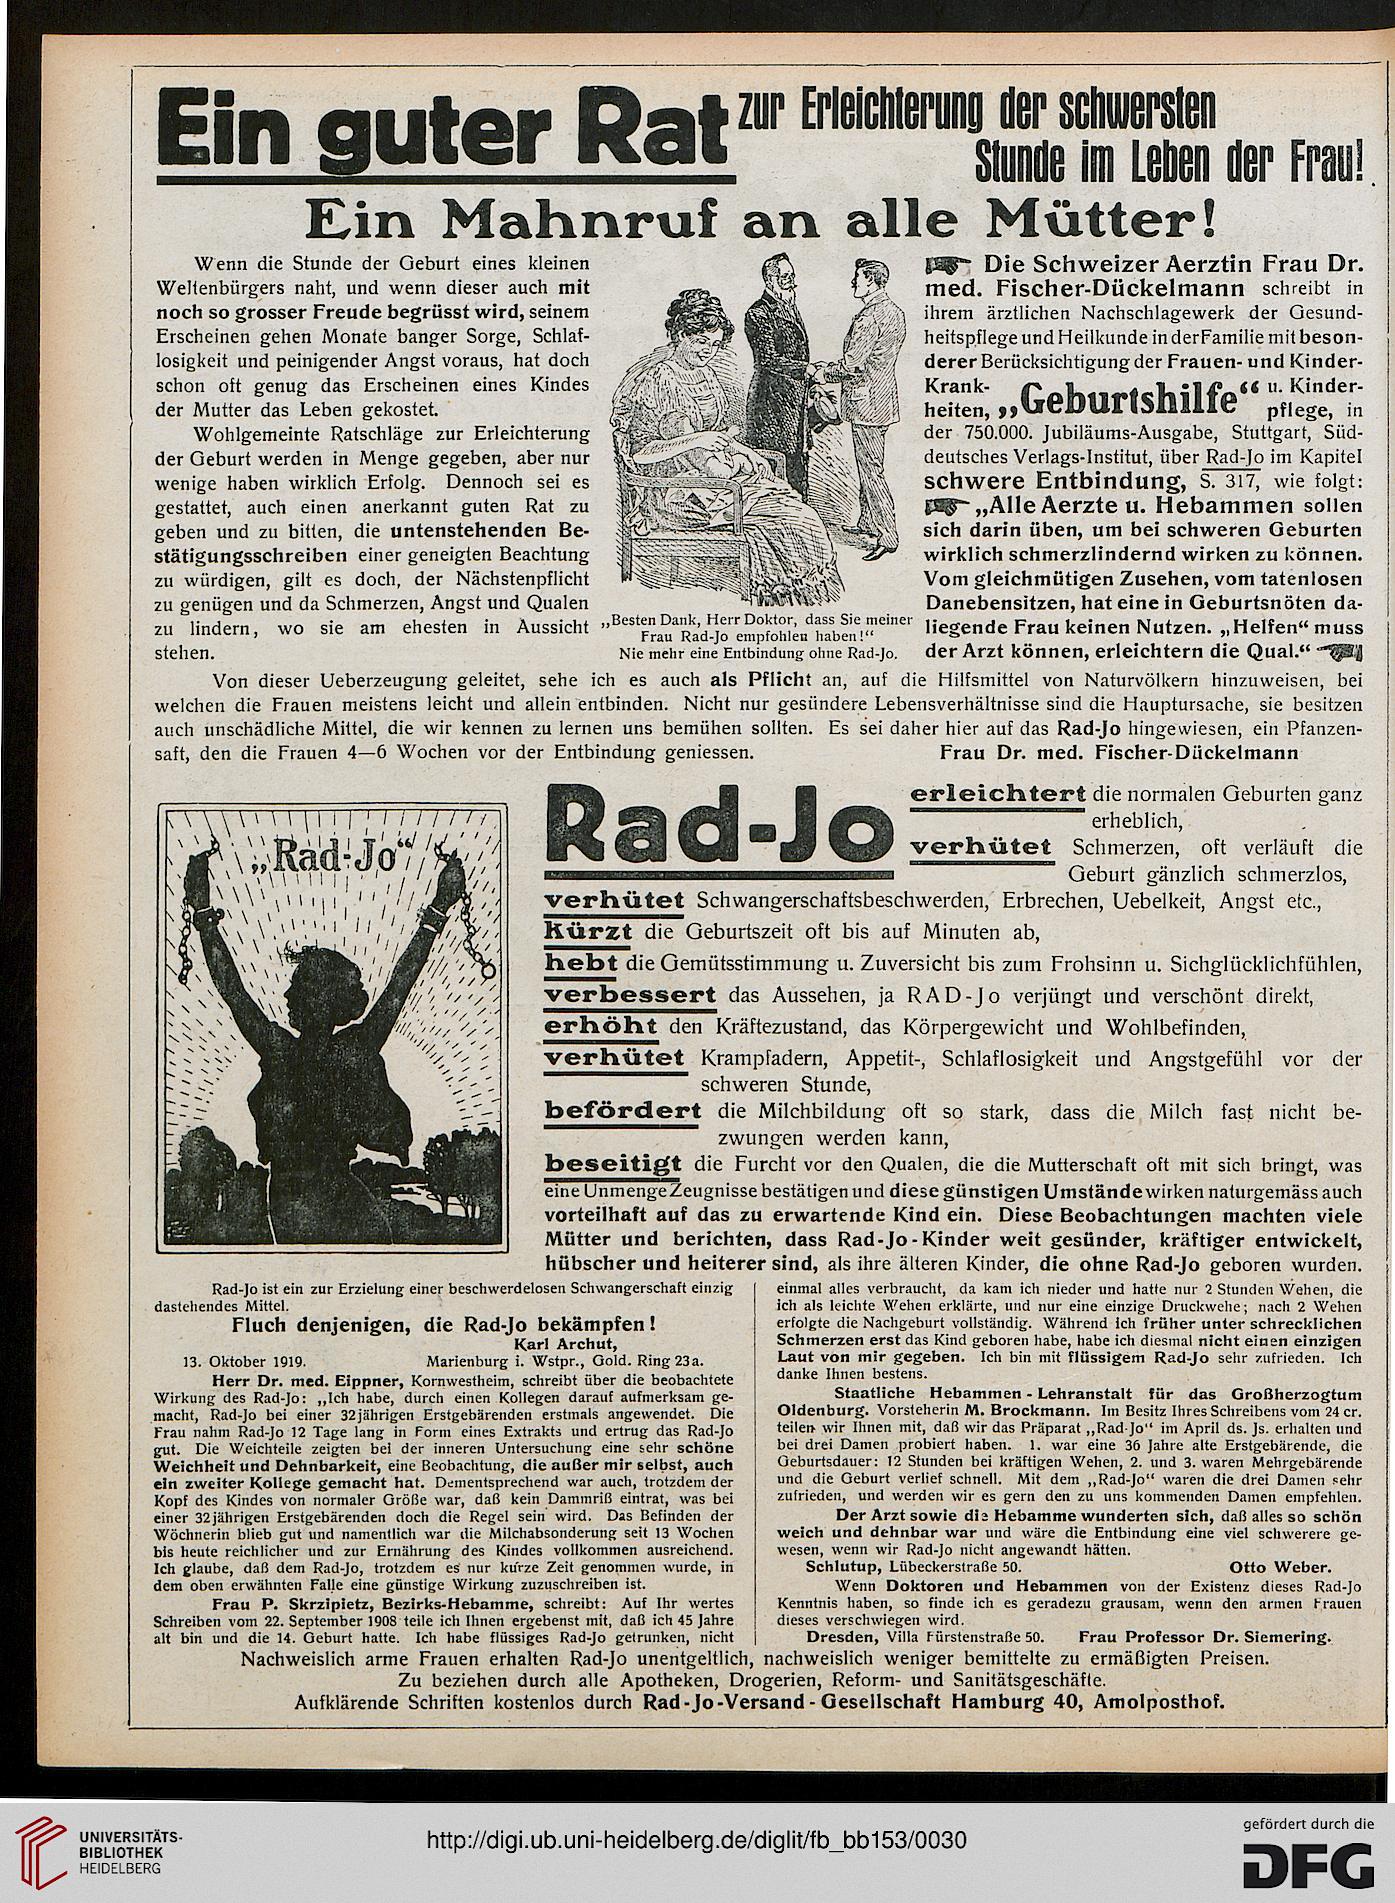 Ein guter Rat zur Erleichterung der schwersten
Stunde im Leben der Frau!
Ein Mahnruf an alle Mütter!
Wenn die Stunde der Geburt eines kleinen
Weltenbürgers naht, und wenn dieser auch mit
noch so grosser Freude begrüsst wird, seinem
Erscheinen gehen Monate banger Sorge, Schlaf-
losigkeit und peinigender Angst voraus, hat doch
schon oft genug das Erscheinen eines Kindes
der Mutter das Leben gekostet.
Wohlgemeinte Ratschläge zur Erleichterung
der Geburt werden in Menge gegeben, aber nur
wenige haben wirklich Erfolg. Dennoch sei es
gestattet, auch einen anerkannt guten Rat zu
geben und zu bitten, die untenstehenden Be-
stätigungsschreiben einer geneigten Beachtung
zu würdigen, gilt es doch, der Nächstenpflicht
zu genügen und da Schmerzen, Angst und Qualen
zu lindern, wo sie am ehesten in Aussicht
stehen.
„Besten Dank, Herr Doktor, dass Sie meiner
Frau Rad-Jo empfohlen haben!“
Nie mehr eine Entbindung ohne Rad-Jo.
Die Schweizer Aerztin Frau Dr.
med. Fischer-Dückelmann schreibt in
ihrem ärztlichen Nachschlagewerk der Gesund-
heitspflege und Heilkunde in der Familie mit beson-
derer Berücksichtigung der Frauen- und Kinder-
Krank-
heiten, „Geburtshilfe“ u. Kinder-
pflege, in
der 750.000. Jubiläums-Ausgabe, Stuttgart, Süd-
deutsches Verlags-Institut, über Rad-Jo im Kapitel
schwere Entbindung, S. 317, wie folgt:
„Alle Aerzte u. Hebammen sollen
sich darin üben, um bei schweren Geburten
wirklich schmerzlindernd wirken zu können.
Vom gleichmütigen Zusehen, vom tatenlosen
Danebensitzen, hat eine in Geburtsnöten da-
liegende Frau keinen Nutzen. „Helfen“ muss
der Arzt können, erleichtern die Qual.“
Von dieser Ueberzeugung geleitet, sehe ich es auch als Pflicht an, auf die Hilfsmittel von Naturvölkern hinzuweisen, bei
welchen die Frauen meistens leicht und allein entbinden. Nicht nur gesündere Lebensverhältnisse sind die Hauptursache, sie besitzen
auch unschädliche Mittel, die wir kennen zu lernen uns bemühen sollten. Es sei daher hier auf das Rad-Jo hingewiesen, ein Pfanzen-
saft, den die Frauen 4—6 Wochen vor der Entbindung geniessen. Frau Dr. med. Fischer-Dückelmann
„Rad-Jo“
Rad-Jo erleichtert die normalen Geburten ganz
erheblich,
verhütet Schmerzen, oft verläuft die
Geburt gänzlich schmerzlos,
verhütet Schwangerschaftsbeschwerden, Erbrechen, Uebelkeit, Angst etc.,
kürzt die Geburtszeit oft bis auf Minuten ab,
hebt die Gemütsstimmung u. Zuversicht bis zum Frohsinn u. Sichglücklichfühlen,
verbessert das Aussehen, ja RAD-Jo verjüngt und verschönt direkt,
erhöht den Kräftezustand, das Körpergewicht und Wohlbefinden,
verhütet Krampfadern, Appetit-, Schlaflosigkeit und Angstgefühl vor der
schweren Stunde,
befördert die Milchbildung oft so stark, dass die Milch fast nicht be-
zwungen werden kann,
beseitigt die Furcht vor den Qualen, die die Mutterschaft oft mit sich bringt, was
eine Unmenge Zeugnisse bestätigen und diese günstigen Umstände wirken naturgemäss auch
vorteilhaft auf das zu erwartende Kind ein. Diese Beobachtungen machten viele
Mütter und berichten, dass Rad-Jo-Kinder weit gesünder, kräftiger entwickelt,
hübscher und heiterer sind, als ihre älteren Kinder, die ohne Rad-Jo geboren wurden.
Rad-Jo ist ein zur Erzielung einer beschwerdelosen Schwangerschaft einzig
dastehendes Mittel.
Fluch denjenigen, die Rad-Jo bekämpfen!
Karl Archut,
13. Oktober 1919. Marienburg i. Wstpr., Gold. Ring 23a.
Herr Dr. med. Eippner, Kornwestheim, schreibt über die beobachtete
Wirkung des Rad-Jo: „Ich habe, durch einen Kollegen darauf aufmerksam ge-
macht, Rad-Jo bei einer 32jährigen Erstgebärenden erstmals angewendet. Die
Frau nahm Rad-Jo 12 Tage lang in Form eines Extrakts und ertrug das Rad-Jo
gut. Die Weichteile zeigten bei der inneren Untersuchung eine sehr schöne
Weichheit und Dehnbarkeit, eine Beobachtung, die außer mir selbst, auch
ein zweiter Kollege gemacht hat. Dementsprechend war auch, trotzdem der
Kopf des Kindes von normaler Größe war, daß kein Dammriß eintrat, was bei
einer 32jährigen Erstgebärenden doch die Regel sein wird. Das Befinden der
Wöchnerin blieb gut und namentlich war die Milchabsonderung seit 13 Wochen
bis heute reichlicher und zur Ernährung des Kindes vollkommen ausreichend.
Ich glaube, daß dem Rad-Jo, trotzdem es nur kurze Zeit genommen wurde, in
dem oben erwähnten Falle eine günstige Wirkung zuzuschreiben ist.
Frau P. Skrzipietz, Bezirks-Hebamme, schreibt: Auf Ihr wertes
Schreiben vom 22. September 1908 teile ich Ihnen ergebenst mit, daß ich 45 Jahre
alt bin und die 14. Geburt hatte. Ich habe flüssiges Rad-Jo getrunken, nicht
einmal alles verbraucht, da kam ich nieder und hatte nur 2 Stunden Wehen, die
ich als leichte Wehen erklärte, und nur eine einzige Druckwehe; nach 2 Wehen
erfolgte die Nachgeburt vollständig. Während ich früher unter schrecklichen
Schmerzen erst das Kind geboren habe, habe ich diesmal nicht einen einzigen
Laut von mir gegeben. Ich bin mit flüssigem Rad-Jo sehr zufrieden. Ich
danke Ihnen bestens.
Staatliche Hebammen-Lehranstalt für das Großherzogtum
Oldenburg. Vorsteherin M. Brockmann. Im Besitz Ihres Schreibens vom 24 cr.
teilen wir Ihnen mit, daß wir das Präparat „Rad-Jo“ im April ds. Js. erhalten und
bei drei Damen probiert haben. 1. war eine 36 Jahre alte Erstgebärende, die
Geburtsdauer: 12 Stunden bei kräftigen Wehen, 2. und 3. waren Mehrgebärende
und die Geburt verlief schnell. Mit dem „Rad-Jo“ waren die drei Damen sehr
zufrieden, und werden wir es gern den zu uns kommenden Damen empfehlen.
Der Arzt sowie die Hebamme wunderten sich, daß alles so schön
weich und dehnbar war und wäre die Entbindung eine viel schwerere ge-
wesen, wenn wir Rad-Jo nicht angewandt hätten.
Schlutup, Lübeckerstraße 50. Otto Weber.
Wenn Doktoren und Hebammen von der Existenz dieses Rad-Jo
Kenntnis haben, so finde ich es geradezu grausam, wenn den armen Frauen
dieses verschwiegen wird.
Dresden, Villa Fürstenstraße 50. Frau Professor Dr. Siemering.
Nachweislich arme Frauen erhalten Rad-Jo unentgeltlich, nachweislich weniger bemittelte zu ermäßigten Preisen.
Zu beziehen durch alle Apotheken, Drogerien, Reform- und Sanitätsgeschäfte.
Aufklärende Schriften kostenlos durch Rad-Jo-Versand-Gesellschaft Hamburg 40, Amolposthof.
UNIVERSITÄTS-
BIBLIOTHEK
HEIDELBERG
http://digi.ub.uni-heidelberg.de/diglit/fb_bb153/0030
gefördert durch die
DFG